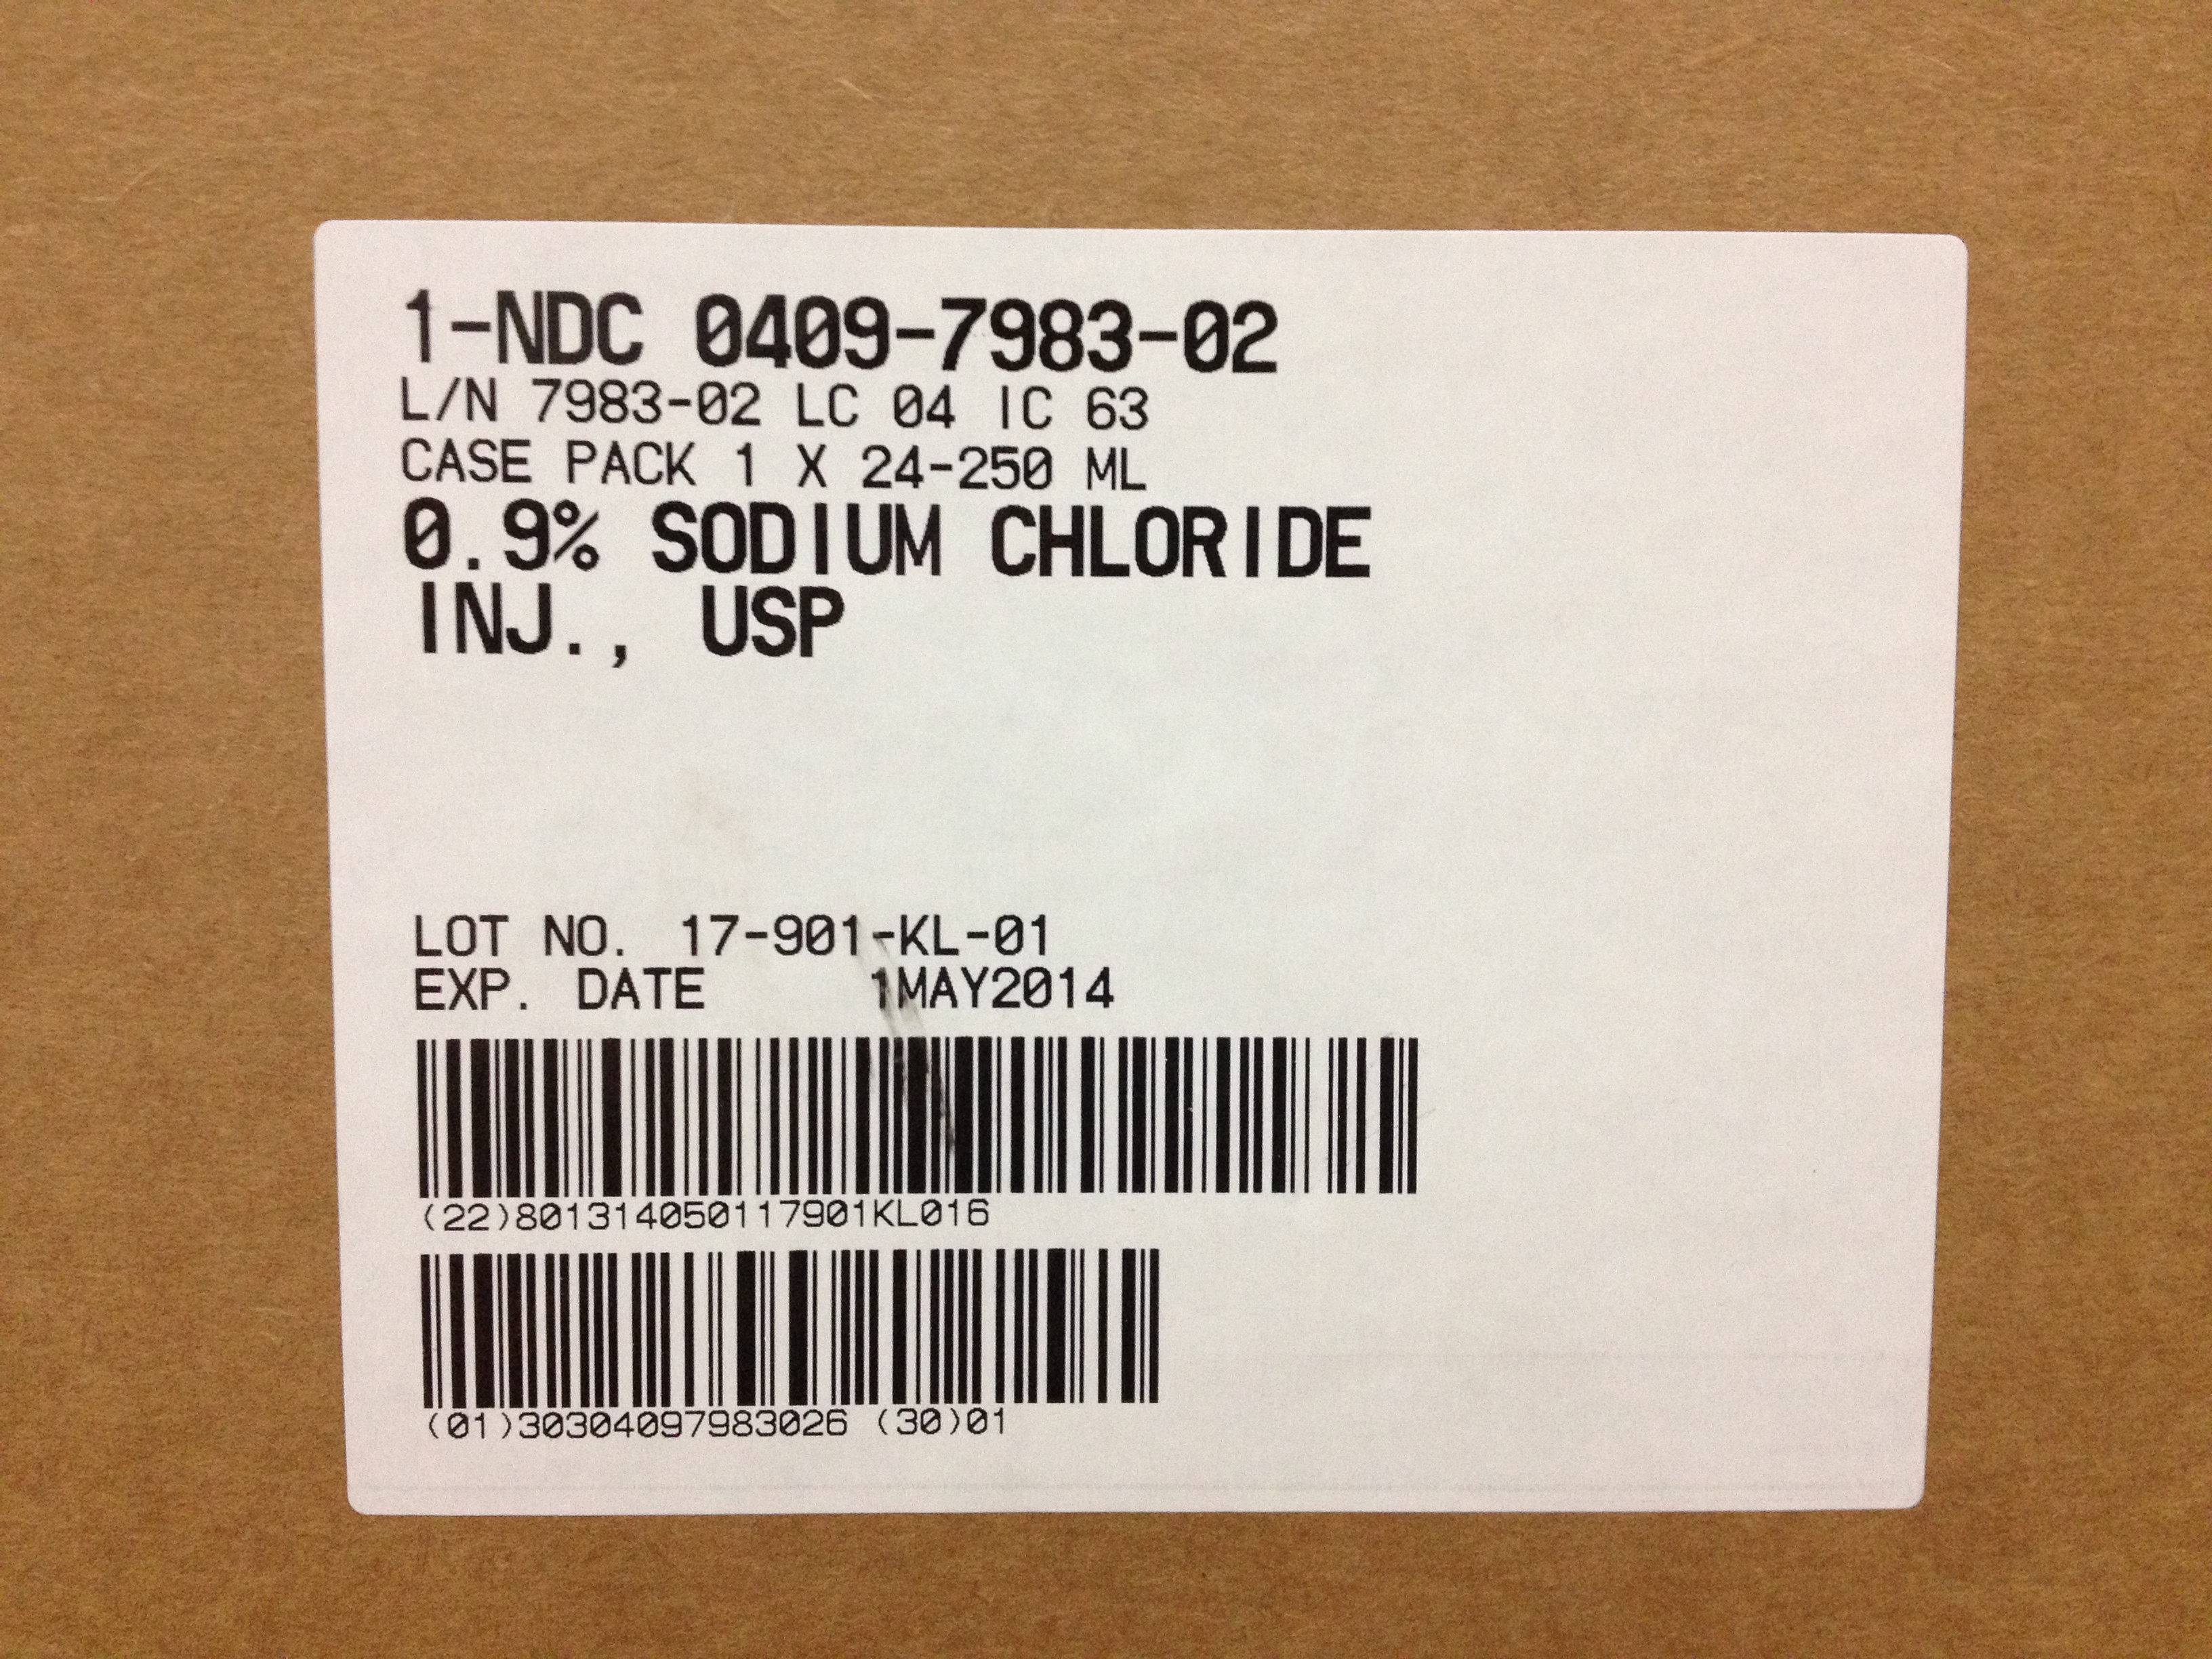 1-NDC 0409-7983-02
L/N 7983-02 LC 04 IC 63
CASE PACK 1 X 24-250 ML
0.9% SODIUM CHLORIDE
INJ., USP
LOT NO. 17-901-KL-01
EXP. DATE 1MAY2014
(22)801314050117901KL016
(01)30304097983026 (30)01